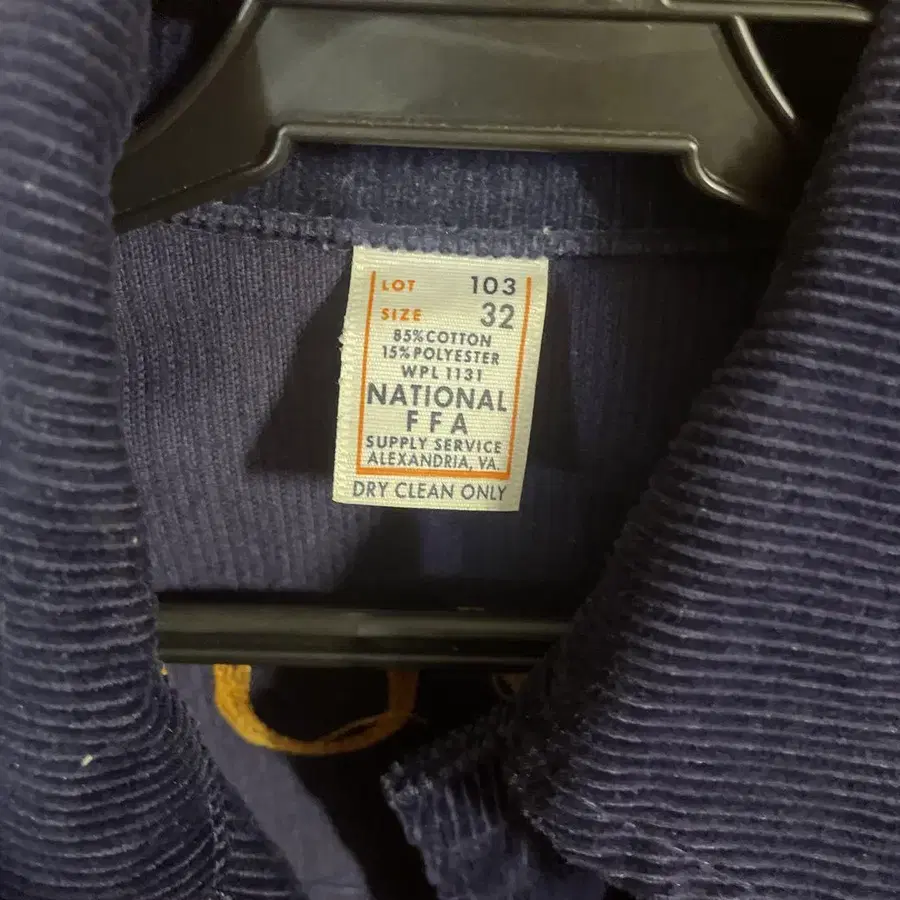 LOT 103
SIZE 32
85% COTTON
15% POLYESTER
WPL 1131
NATIONAL
FFA
SUPPLY SERVICE
ALEXANDRIA, VA.
DRY CLEAN ONLY